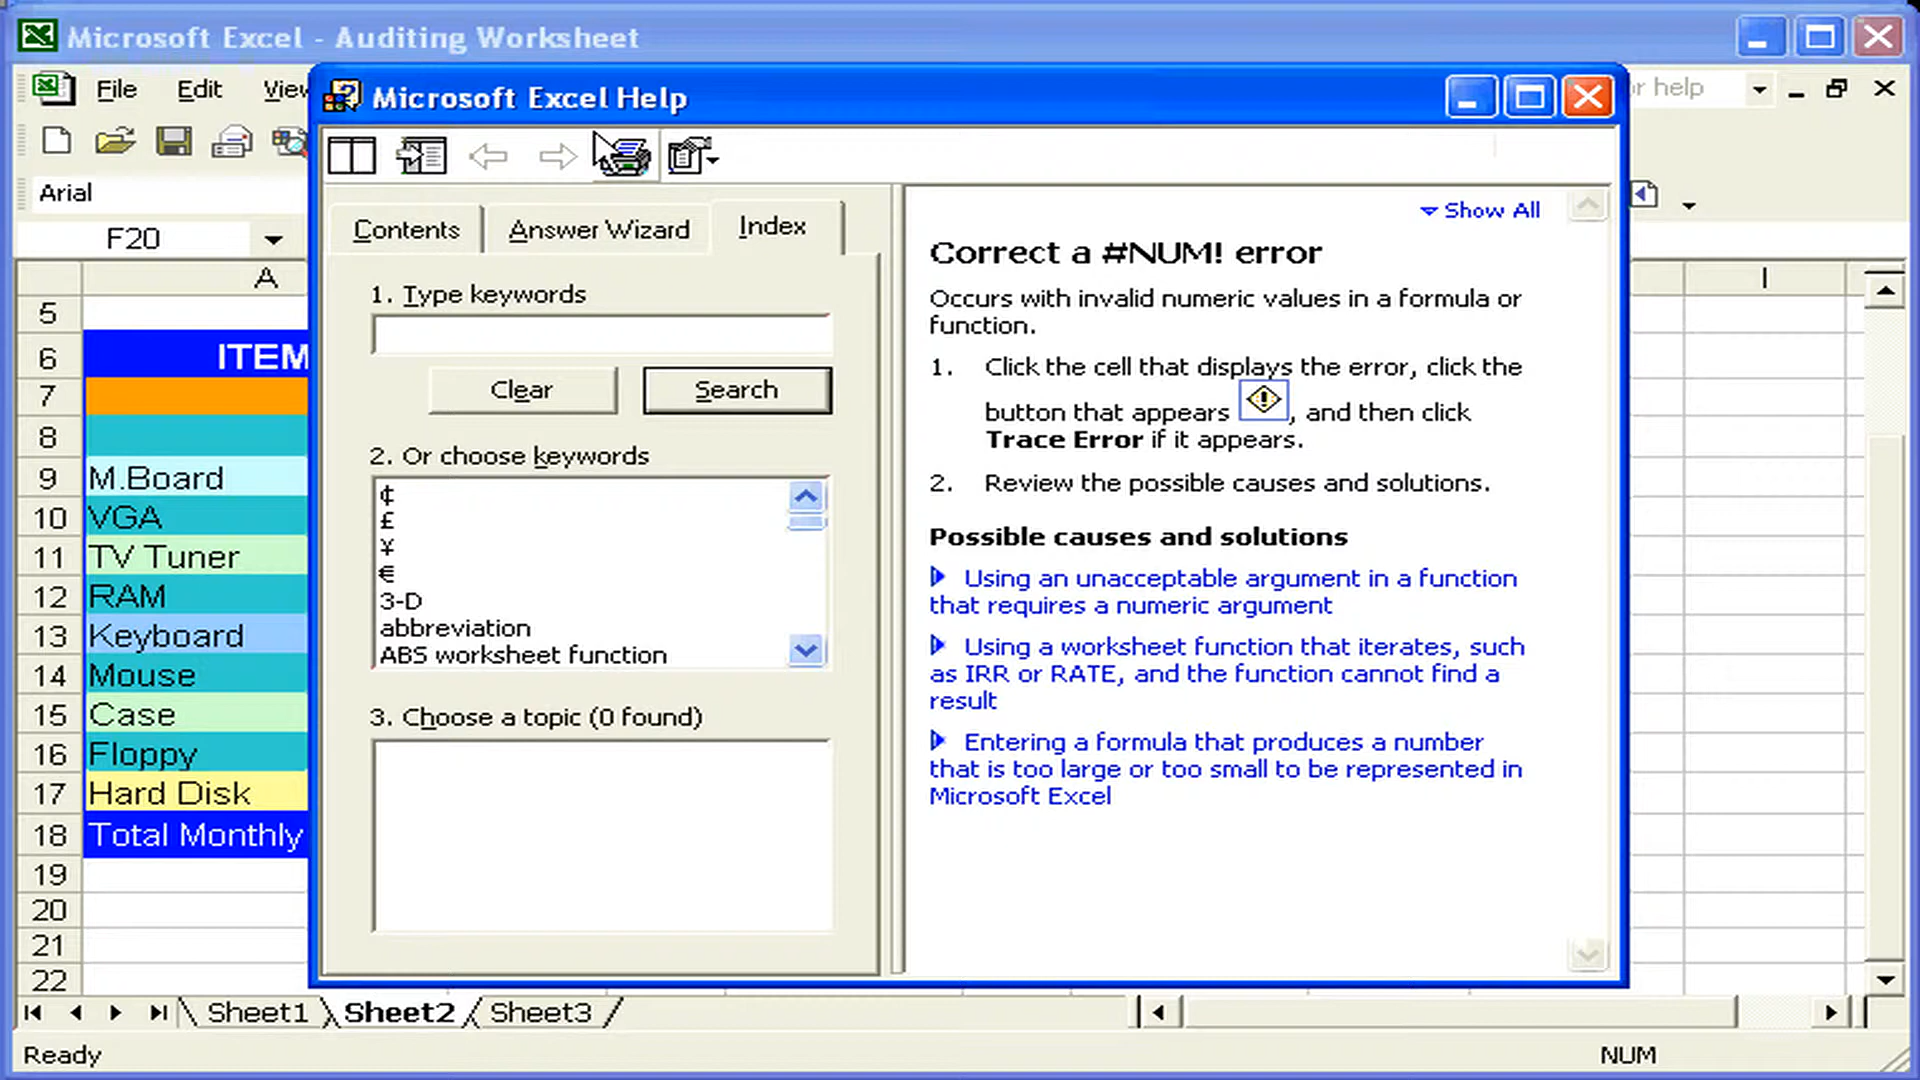 Microsoft Excel - Auditing Worksheet
File Edit View
r help
Arial
F20
A
I
5
6 ITEM
7
8
9 M.Board
10 VGA
11 TV Tuner
12 RAM
13 Keyboard
14 Mouse
15 Case
16 Floppy
17 Hard Disk
18 Total Monthly
19
20
21
22
Sheet1 Sheet2 Sheet3
Ready
NUM
Microsoft Excel Help
Contents Answer Wizard Index
1. Type keywords
Clear Search
2. Or choose keywords
¢
£
¥
€
3-D
abbreviation
ABS worksheet function
3. Choose a topic (0 found)
Show All
Correct a #NUM! error
Occurs with invalid numeric values in a formula or
function.
1. Click the cell that displays the error, click the
button that appears , and then click
Trace Error if it appears.
2. Review the possible causes and solutions.
Possible causes and solutions
Using an unacceptable argument in a function
that requires a numeric argument
Using a worksheet function that iterates, such
as IRR or RATE, and the function cannot find a
result
Entering a formula that produces a number
that is too large or too small to be represented in
Microsoft Excel